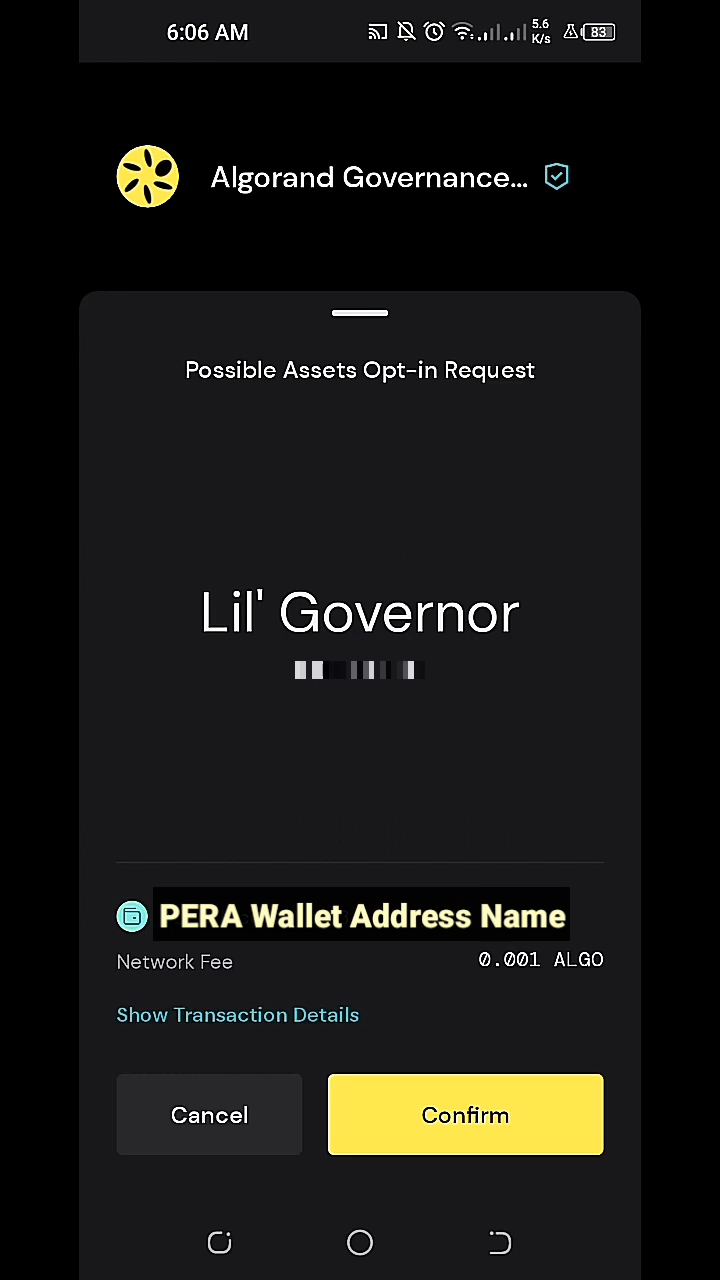 6:06 AM
5.6
K/s
83
Algorand Governance...
Possible Assets Opt-in Request
Lil' Governor
PERA Wallet Address Name
Network Fee
0.001 ALGO
Show Transaction Details
Cancel
Confirm